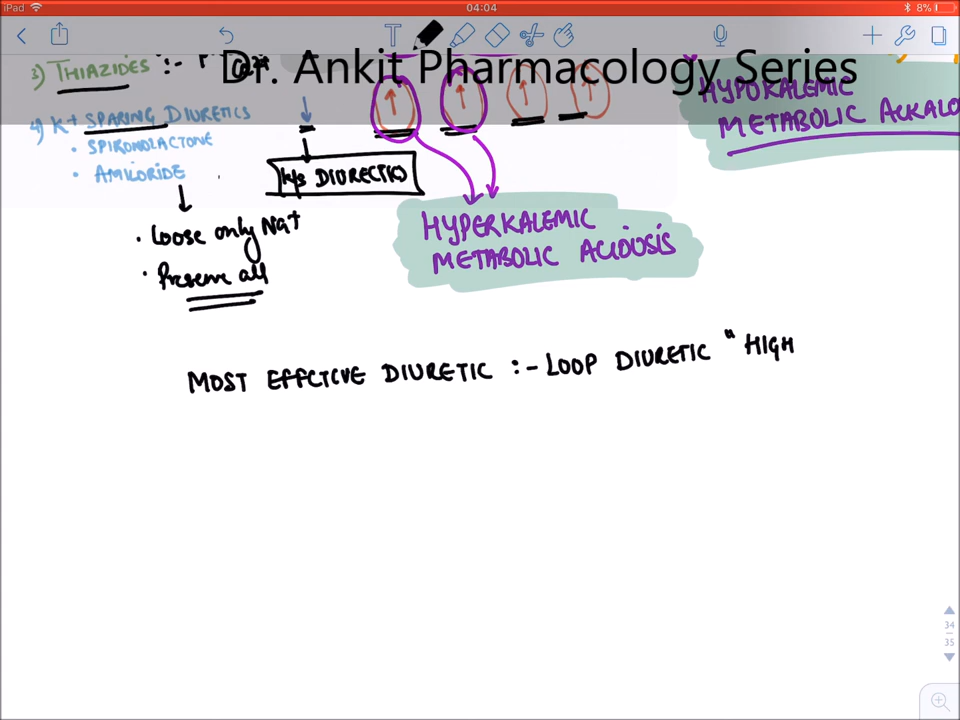 iPad 04:04 8%
Dr. Ankit Pharmacology Series
3) THIAZIDES :-
4) K+ SPARING DIURETICS
• SPIRONOLACTONE
• AMILORIDE
K/s DIURECTICS
• Loose only Na+
• Preserve all
HYPERKALEMIC
METABOLIC ACIDOSIS
HYPOKALEMIC
METABOLIC ALKALO
MOST EFFECTIVE DIURETIC :- LOOP DIURETIC "HIGH
34
35